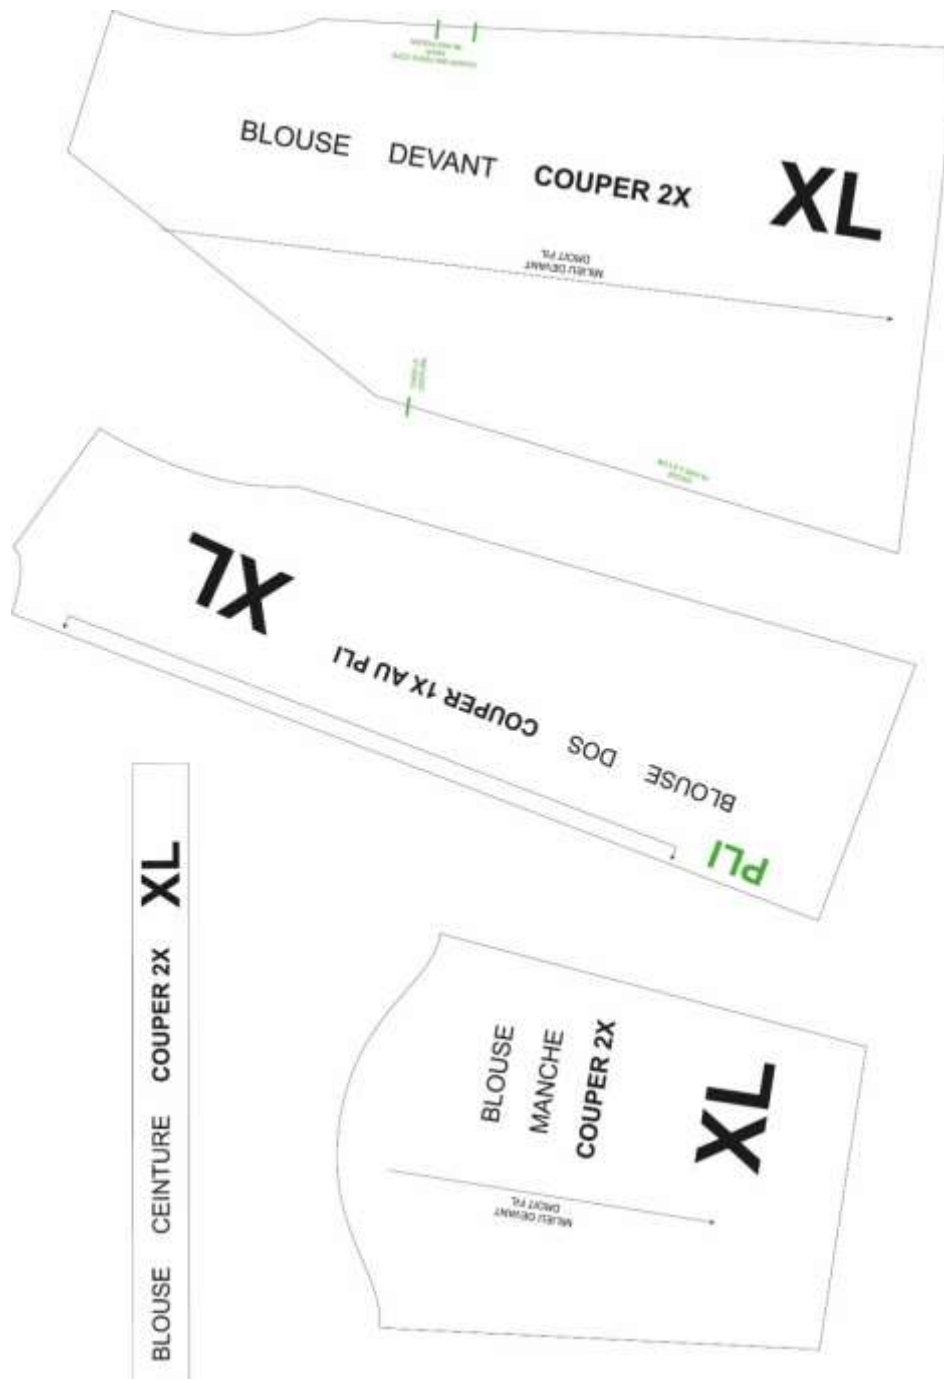 BLOUSE DEVANT COUPER 2X XL
MILIEU DEVANT
DROIT FIL
XL
COUPER 1X AU PLI
BLOUSE DOS
PLI
BLOUSE CEINTURE COUPER 2X XL
BLOUSE
MANCHE
COUPER 2X
XL
MILIEU DEVANT
DROIT FIL